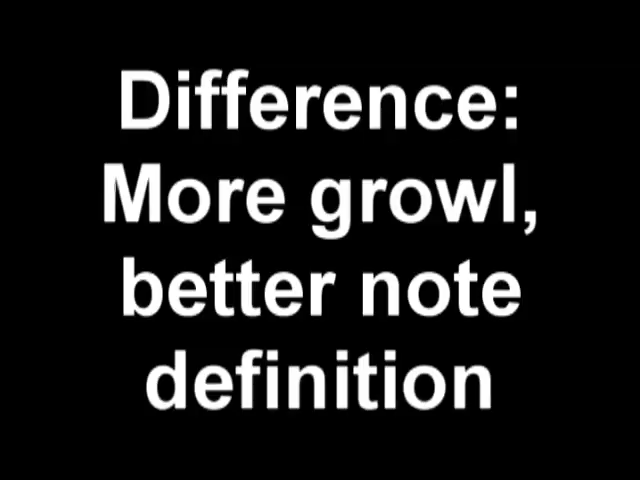 Difference:
More growl,
better note
definition